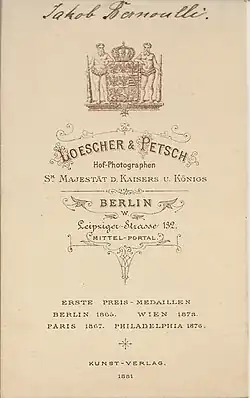 Jakob Bernoulli.
LOESCHER & PETSCH
Hof-Photographen
Sr. MAJESTÄT D. KAISERS U. KÖNIGS
BERLIN
W.
Leipziger-Strasse 132.
(MITTEL-PORTAL)
ERSTE PREIS-MEDAILLEN
BERLIN 1865. WIEN 1873.
PARIS 1867. PHILADELPHIA 1876.
KUNST-VERLAG.
1881